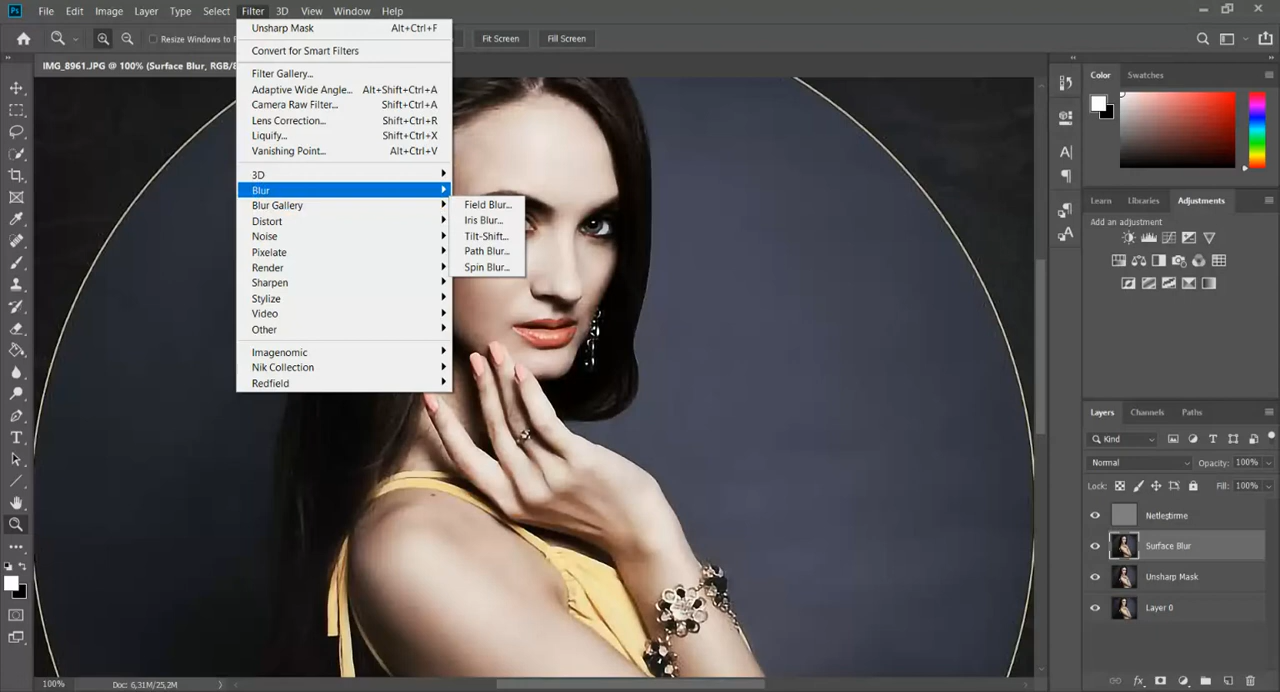 Ps File Edit Image Layer Type Select Filter 3D View Window Help
Resize Windows to F
Fit Screen Fill Screen
IMG_8961.JPG @ 100% (Surface Blur, RGB/8
Unsharp Mask Alt+Ctrl+F
Convert for Smart Filters
Filter Gallery...
Adaptive Wide Angle... Alt+Shift+Ctrl+A
Camera Raw Filter... Shift+Ctrl+A
Lens Correction... Shift+Ctrl+R
Liquify... Shift+Ctrl+X
Vanishing Point... Alt+Ctrl+V
3D
Blur
Blur Gallery
Distort
Noise
Pixelate
Render
Sharpen
Stylize
Video
Other
Imagenomic
Nik Collection
Redfield
Field Blur...
Iris Blur...
Tilt-Shift...
Path Blur...
Spin Blur...
Color Swatches
Learn Libraries Adjustments
Add an adjustment
Layers Channels Paths
Kind
Normal Opacity: 100%
Lock: Fill: 100%
Netleştirme
Surface Blur
Unsharp Mask
Layer 0
100% Doc: 6,31M/25,2M